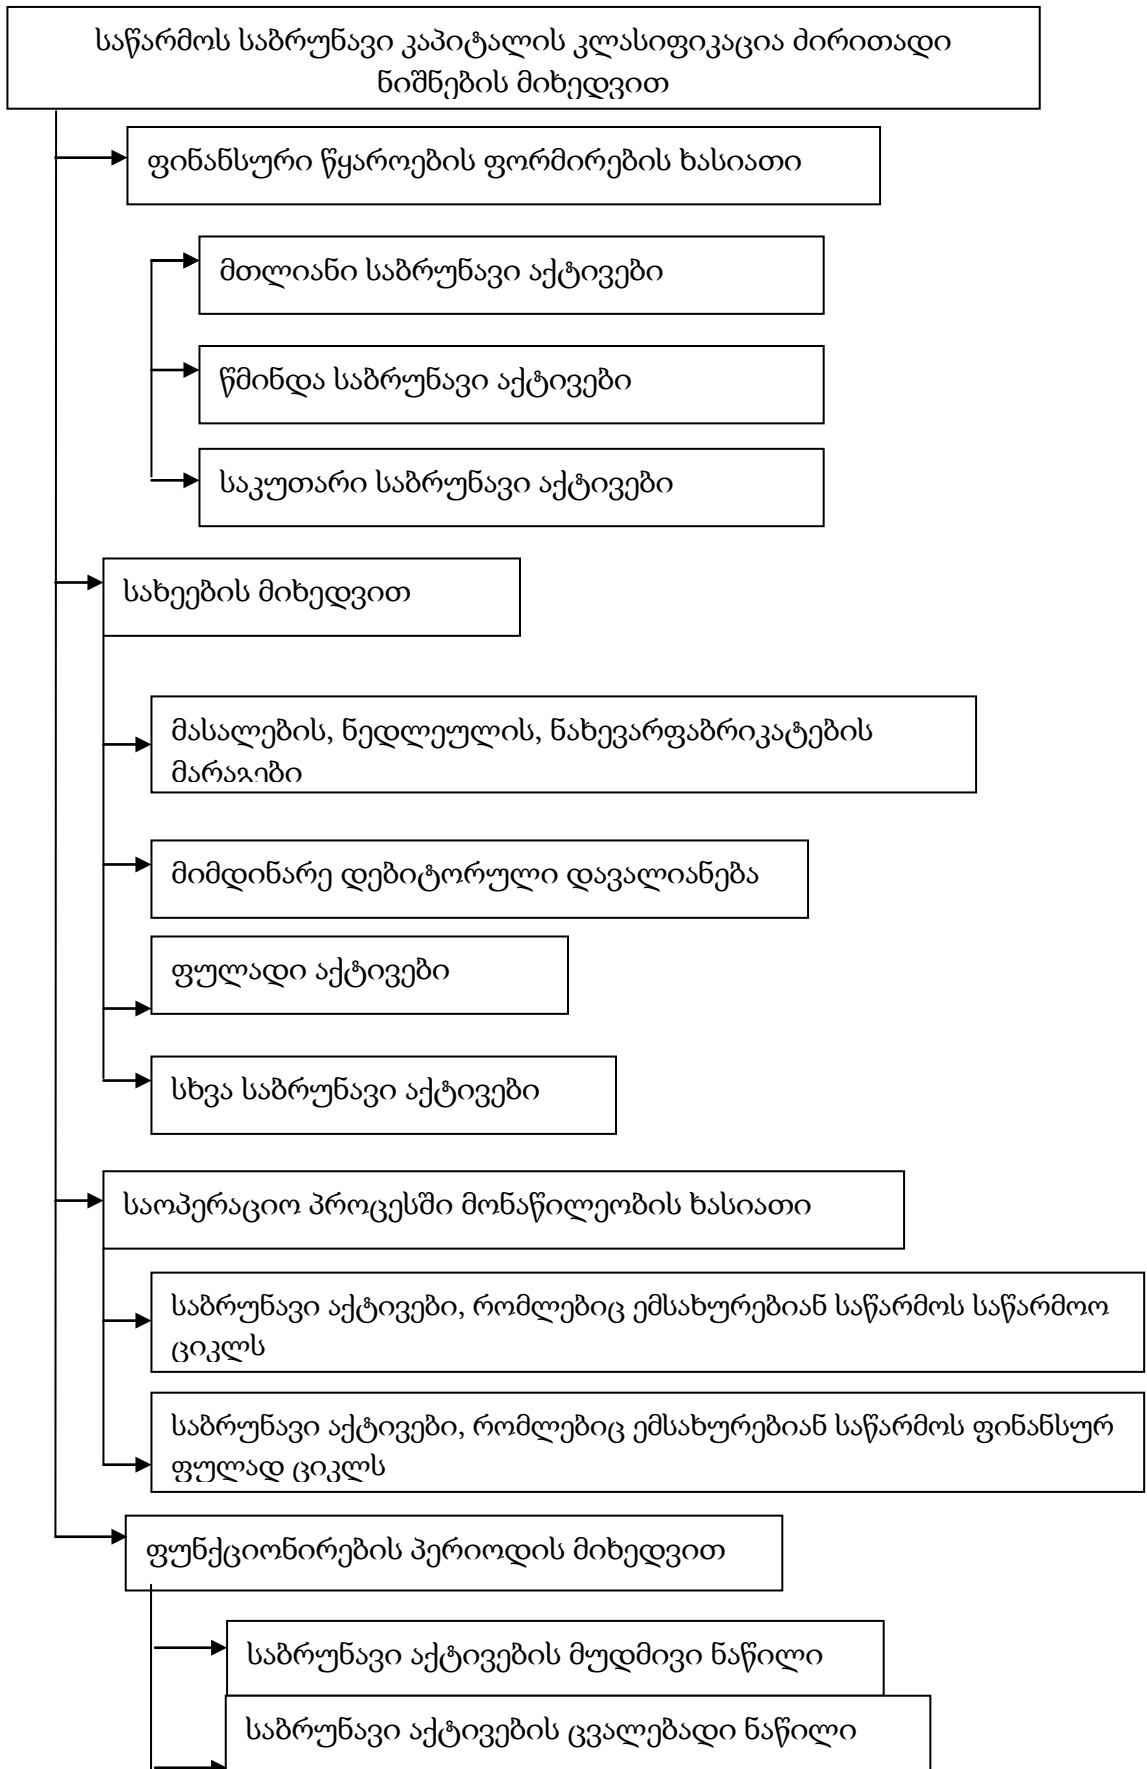 საწარმოს საბრუნავი კაპიტალის კლასიფიკაცია ძირითადი
ნიშნების მიხედვით
ფინანსური წყაროების ფორმირების ხასიათი
მთლიანი საბრუნავი აქტივები
წმინდა საბრუნავი აქტივები
საკუთარი საბრუნავი აქტივები
სახეების მიხედვით
მასალების, ნედლეულის, ნახევარფაბრიკატების
მარაგები
მიმდინარე დებიტორული დავალიანება
ფულადი აქტივები
სხვა საბრუნავი აქტივები
საოპერაციო პროცესში მონაწილეობის ხასიათი
საბრუნავი აქტივები, რომლებიც ემსახურებიან საწარმოს საწარმოო
ციკლს
საბრუნავი აქტივები, რომლებიც ემსახურებიან საწარმოს ფინანსურ
ფულად ციკლს
ფუნქციონირების პერიოდის მიხედვით
საბრუნავი აქტივების მუდმივი ნაწილი
საბრუნავი აქტივების ცვალებადი ნაწილი